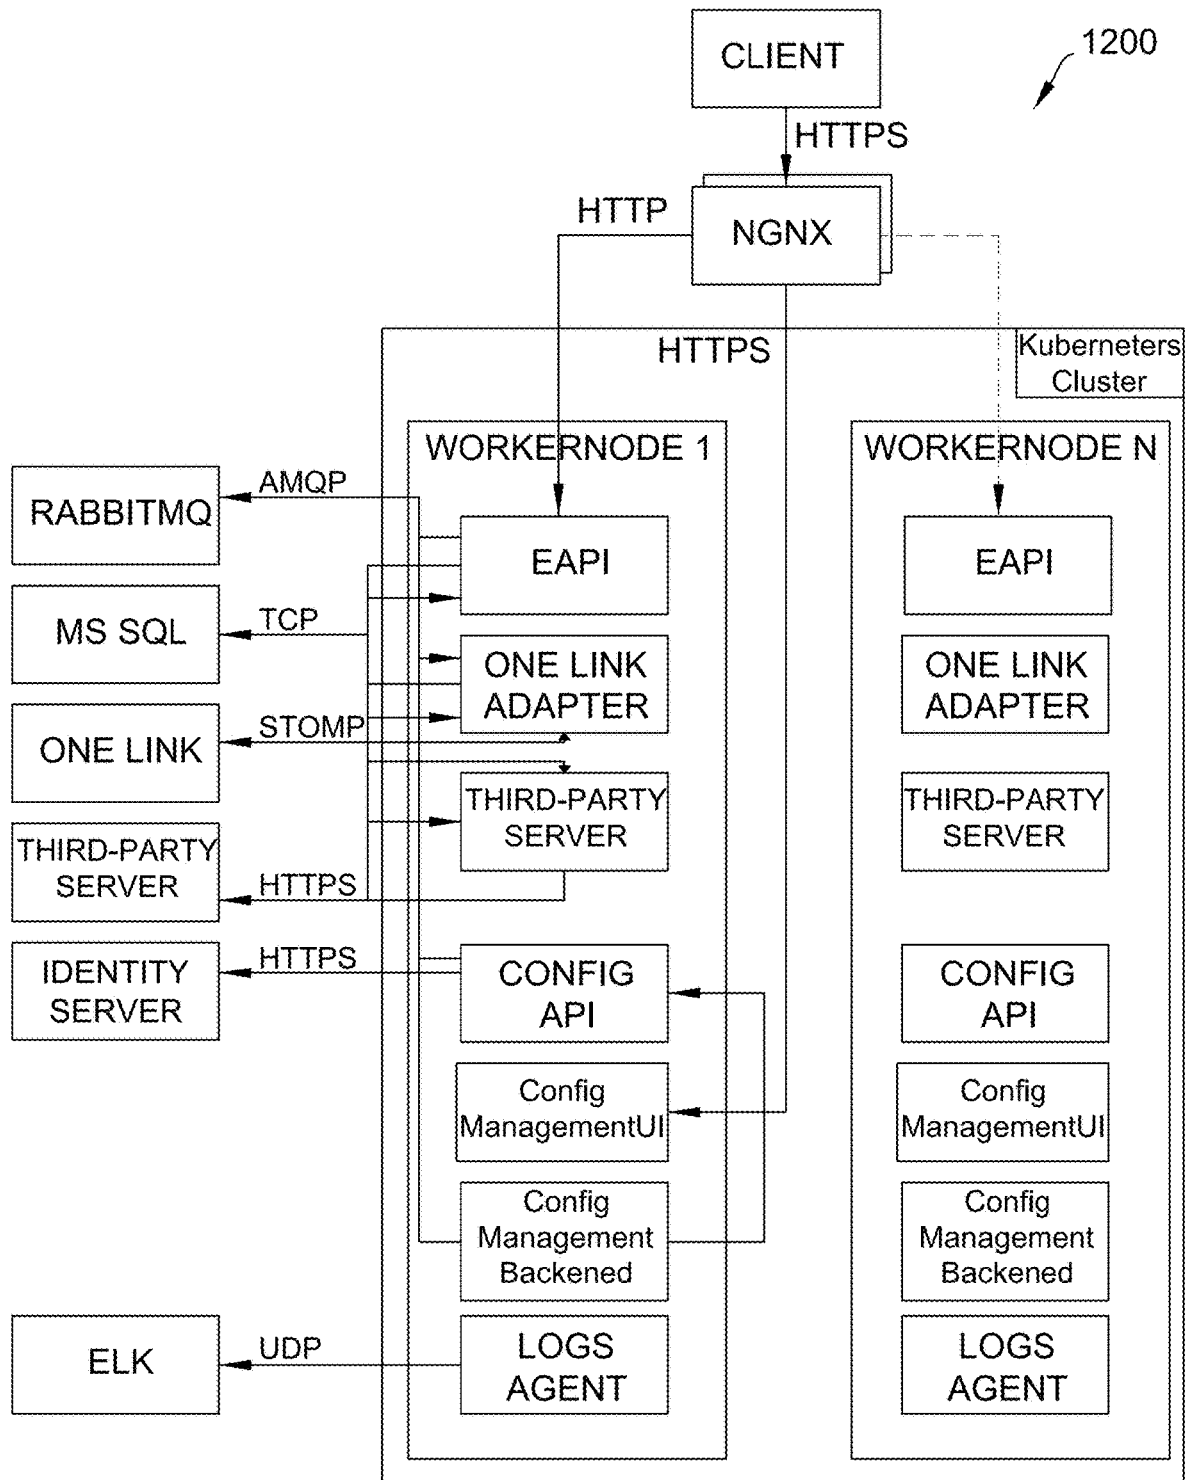 CLIENT
1200
HTTPS
HTTP
NGNX
HTTPS
Kuberneters
Cluster
WORKERNODE 1
WORKERNODE N
RABBITMQ
AMQP
EAPI
EAPI
MS SQL
TCP
ONE LINK
ADAPTER
ONE LINK
ADAPTER
ONE LINK
STOMP
THIRD-PARTY
SERVER
THIRD-PARTY
SERVER
THIRD-PARTY
SERVER
HTTPS
IDENTITY
SERVER
HTTPS
CONFIG
API
CONFIG
API
Config
ManagementUI
Config
ManagementUI
Config
Management
Backened
Config
Management
Backened
ELK
UDP
LOGS
AGENT
LOGS
AGENT